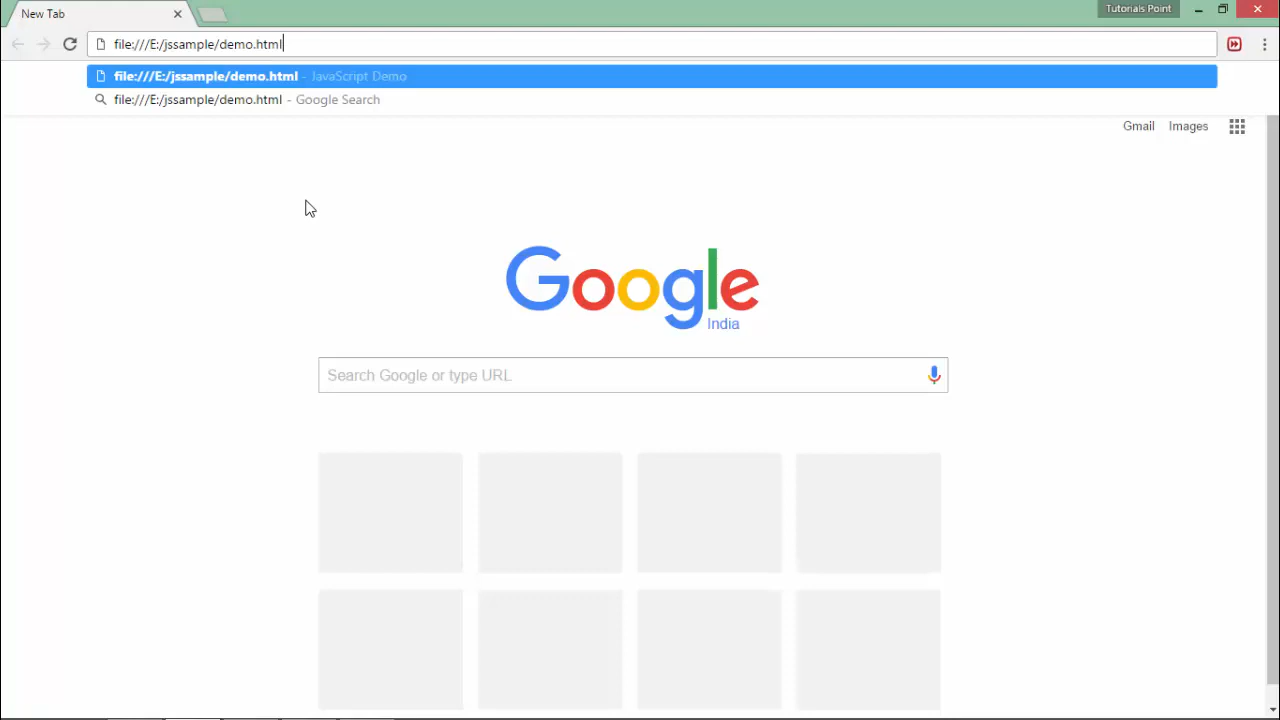 New Tab
Tutorials Point
file:///E:/jssample/demo.html
file:///E:/jssample/demo.html - JavaScript Demo
file:///E:/jssample/demo.html - Google Search
Gmail Images
Google
India
Search Google or type URL